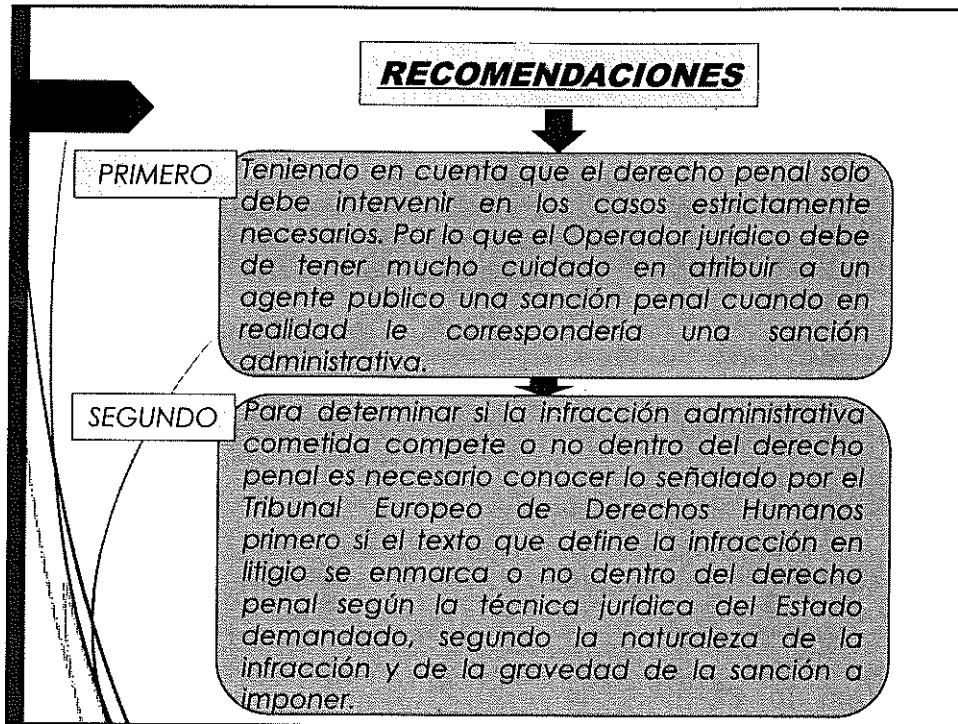 RECOMENDACIONES
PRIMERO
Teniendo en cuenta que el derecho penal solo
debe intervenir en los casos estrictamente
necesarios. Por lo que el Operador jurídico debe
de tener mucho cuidado en atribuir a un
agente publico una sanción penal cuando en
realidad le correspondería una sanción
administrativa.
SEGUNDO
Para determinar si la infracción administrativa
cometida compete o no dentro del derecho
penal es necesario conocer lo señalado por el
Tribunal Europeo de Derechos Humanos
primero si el texto que define la infracción en
litigio se enmarca o no dentro del derecho
penal según la técnica jurídica del Estado
demandado, segundo la naturaleza de la
infracción y de la gravedad de la sanción a
imponer.